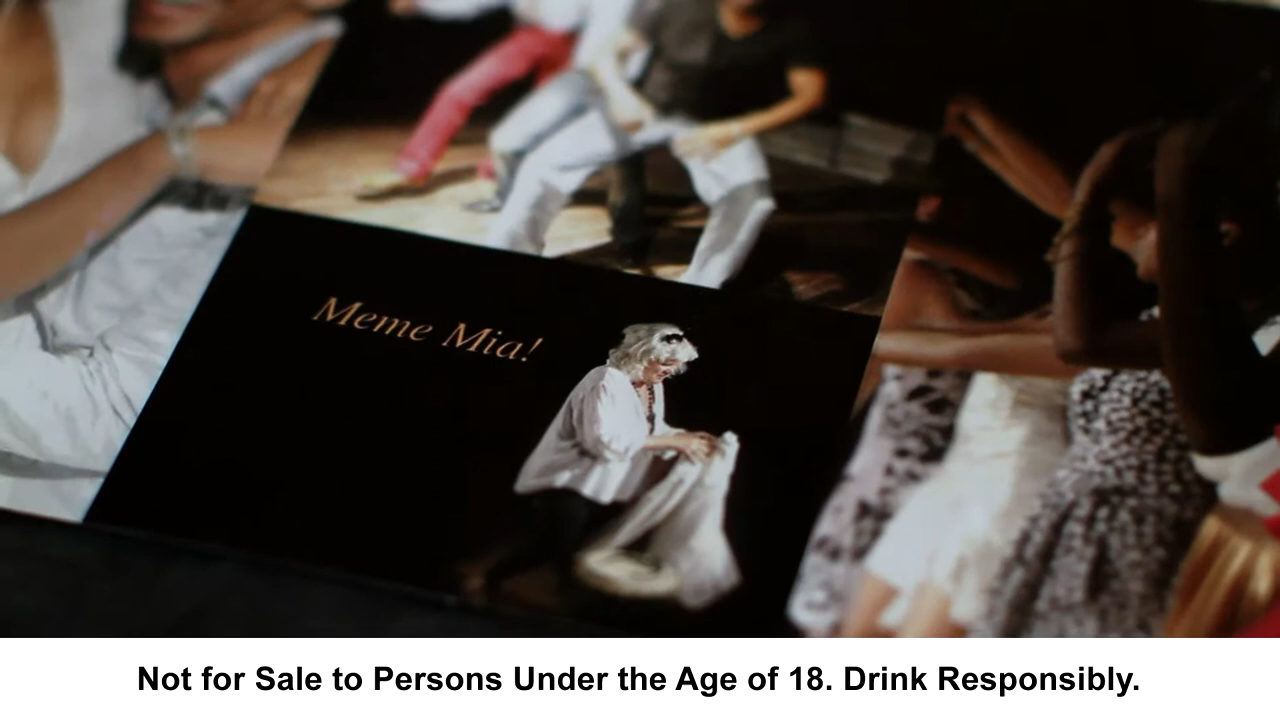 Meme Mia!
Not for Sale to Persons Under the Age of 18. Drink Responsibly.